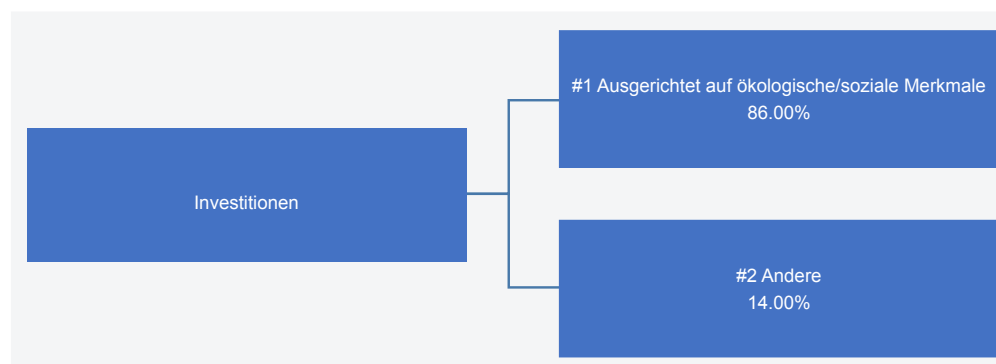 Investitionen
#1 Ausgerichtet auf ökologische/soziale Merkmale
86.00%
#2 Andere
14.00%